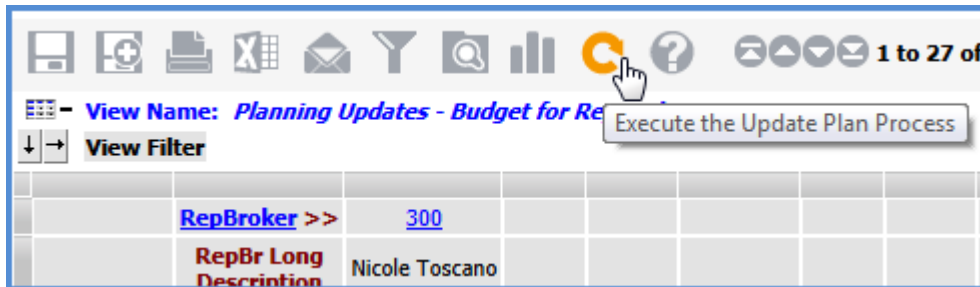 1 to 27 of
View Name: Planning Updates - Budget for Re
Execute the Update Plan Process
View Filter
RepBroker >> 300
RepBr Long
Description
Nicole Toscano